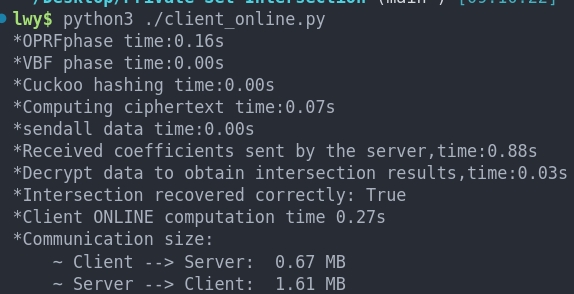 ~/Desktop/Private Set Intersection (main*) [09:10:22]
lwy$ python3 ./client_online.py
*OPRFphase time:0.16s
*VBF phase time:0.00s
*Cuckoo hashing time:0.00s
*Computing ciphertext time:0.07s
*sendall data time:0.00s
*Received coefficients sent by the server,time:0.88s
*Decrypt data to obtain intersection results,time:0.03s
*Intersection recovered correctly: True
*Client ONLINE computation time 0.27s
*Communication size:
~ Client --> Server:  0.67 MB
~ Server --> Client:  1.61 MB